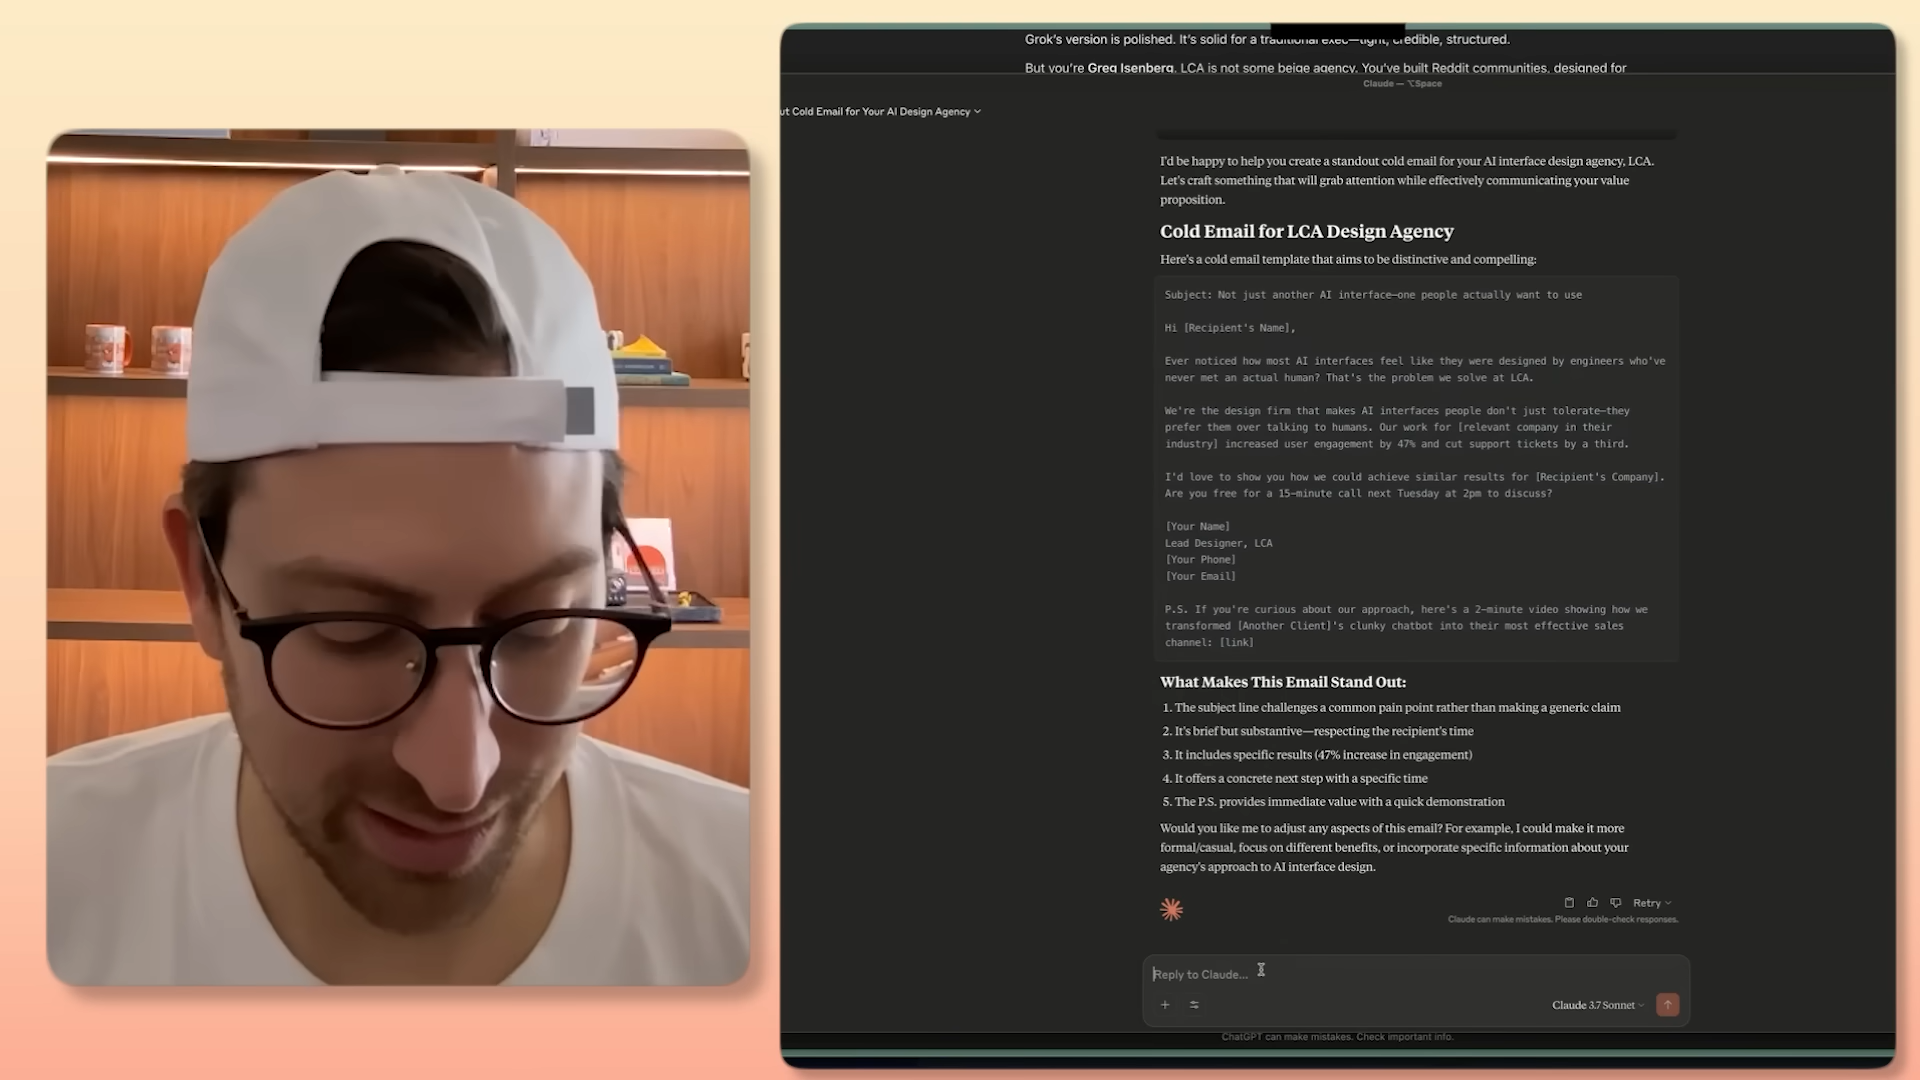 Grok's version is polished. It's solid for a traditional exec—tight, credible, structured.
But you're Greg Isenberg. LCA is not some beige agency. You've built Reddit communities, designed for
Claude — ⌥Space
ut Cold Email for Your AI Design Agency
I'd be happy to help you create a standout cold email for your AI interface design agency, LCA.
Let's craft something that will grab attention while effectively communicating your value
proposition.
Cold Email for LCA Design Agency
Here's a cold email template that aims to be distinctive and compelling:
Subject: Not just another AI interface—one people actually want to use
Hi [Recipient's Name],
Ever noticed how most AI interfaces feel like they were designed by engineers who've
never met an actual human? That's the problem we solve at LCA.
We're the design firm that makes AI interfaces people don't just tolerate—they
prefer them over talking to humans. Our work for [relevant company in their
industry] increased user engagement by 47% and cut support tickets by a third.
I'd love to show you how we could achieve similar results for [Recipient's Company].
Are you free for a 15-minute call next Tuesday at 2pm to discuss?
[Your Name]
Lead Designer, LCA
[Your Phone]
[Your Email]
P.S. If you're curious about our approach, here's a 2-minute video showing how we
transformed [Another Client]'s clunky chatbot into their most effective sales
channel: [link]
What Makes This Email Stand Out:
1. The subject line challenges a common pain point rather than making a generic claim
2. It's brief but substantive—respecting the recipient's time
3. It includes specific results (47% increase in engagement)
4. It offers a concrete next step with a specific time
5. The P.S. provides immediate value with a quick demonstration
Would you like me to adjust any aspects of this email? For example, I could make it more
formal/casual, focus on different benefits, or incorporate specific information about your
agency's approach to AI interface design.
Retry
Claude can make mistakes. Please double-check responses.
Reply to Claude...
Claude 3.7 Sonnet
ChatGPT can make mistakes. Check important info.